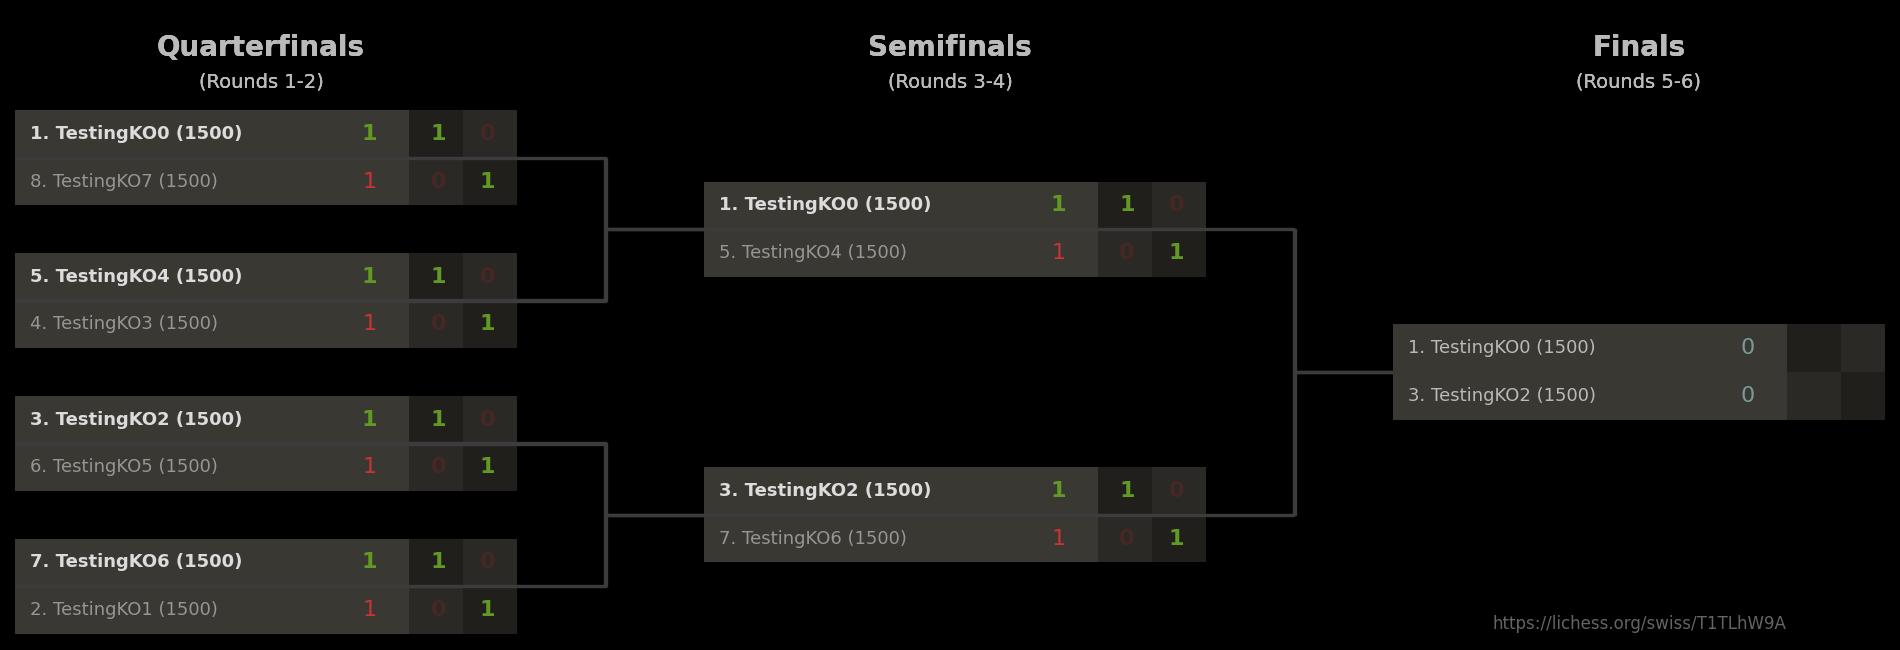 Quarterfinals
(Rounds 1-2)
1. TestingKO0 (1500) 1 1 0
8. TestingKO7 (1500) 1 0 1
5. TestingKO4 (1500) 1 1 0
4. TestingKO3 (1500) 1 0 1
3. TestingKO2 (1500) 1 1 0
6. TestingKO5 (1500) 1 0 1
7. TestingKO6 (1500) 1 1 0
2. TestingKO1 (1500) 1 0 1
Semifinals
(Rounds 3-4)
1. TestingKO0 (1500) 1 1 0
5. TestingKO4 (1500) 1 0 1
3. TestingKO2 (1500) 1 1 0
7. TestingKO6 (1500) 1 0 1
Finals
(Rounds 5-6)
1. TestingKO0 (1500) 0
3. TestingKO2 (1500) 0
https://lichess.org/swiss/T1TLhW9A